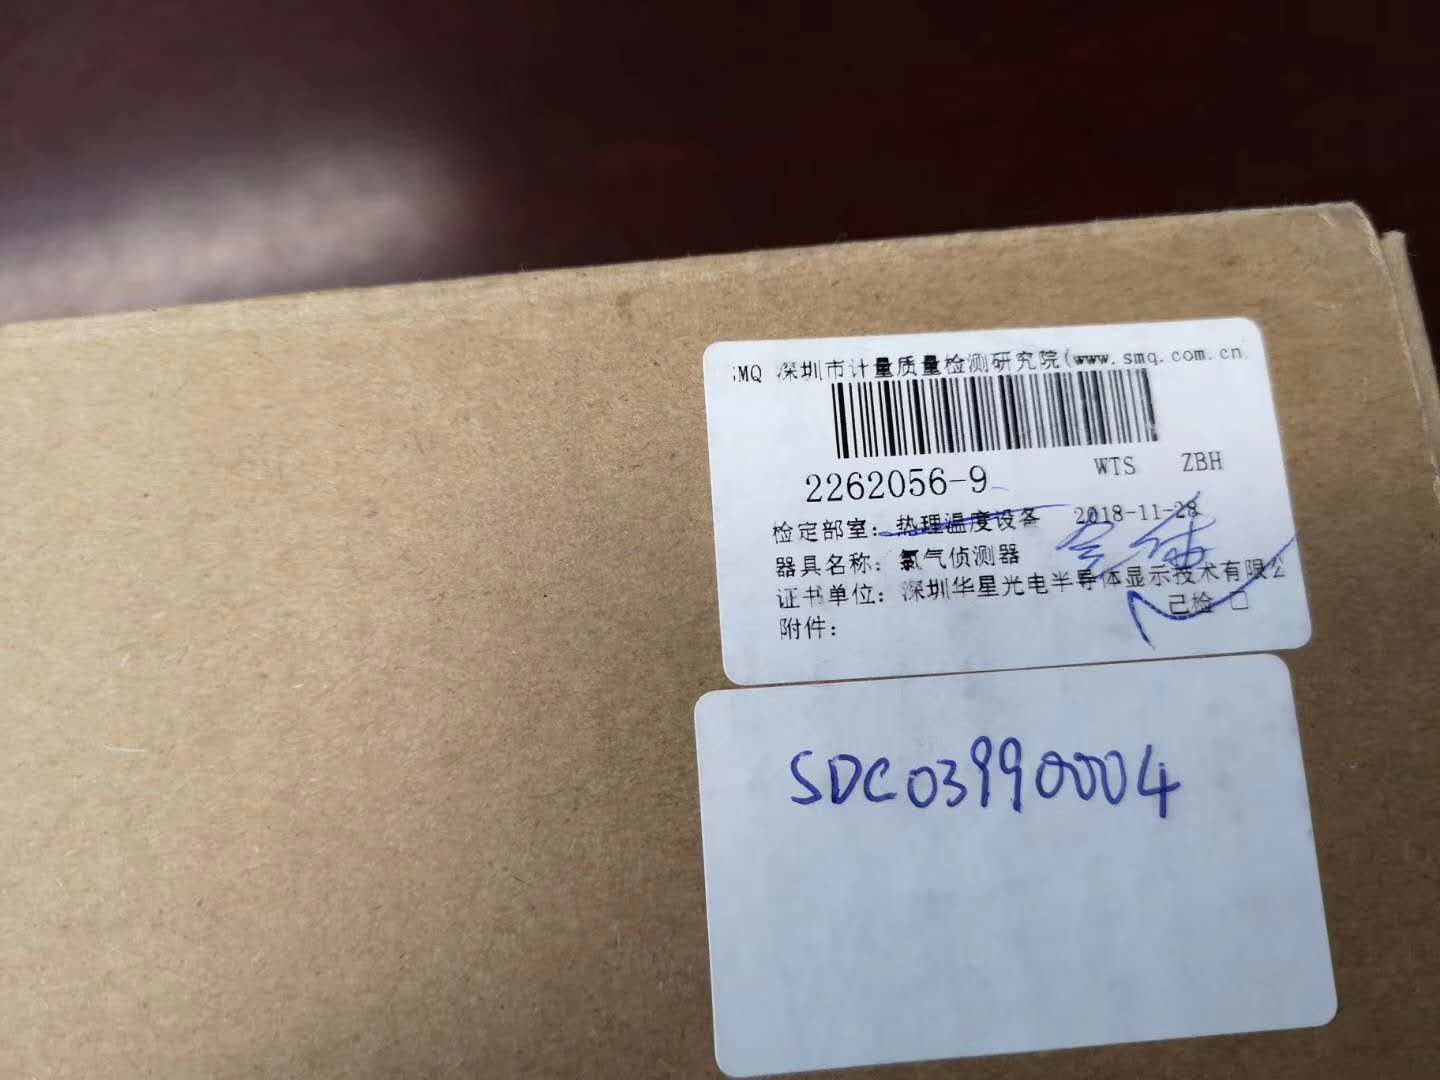 SMQ 深圳市计量质量检测研究院(www.smq.com.cn
2262056-9 WTS ZBH
检定部室：热理温度设备 2018-11-28
器具名称：氯气侦测器
证书单位：深圳华星光电半导体显示技术有限公
已检 □
附件：
SDC03990004